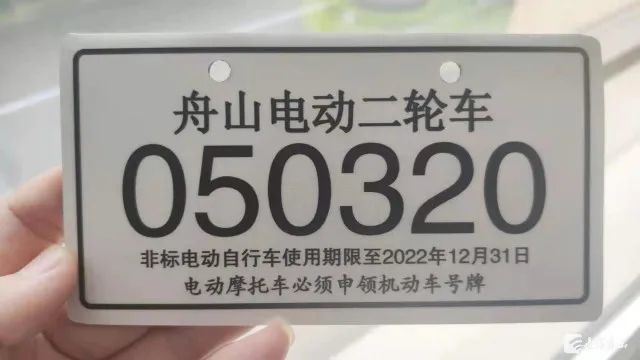 舟山电动二轮车
050320
非标电动自行车使用期限至2022年12月31日
电动摩托车必须申领机动车号牌